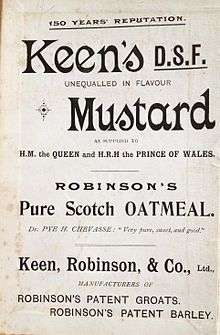 150 YEARS' REPUTATION.
Keen's D.S.F.
UNEQUALLED IN FLAVOUR
Mustard
AS SUPPLIED TO
H.M. the QUEEN and H.R.H the PRINCE OF WALES.
ROBINSON'S
Pure Scotch OATMEAL.
Dr. PYE H. CHEVASSE: "Very pure, sweet, and good."
Keen, Robinson, & Co., Ltd.,
MANUFACTURERS OF
ROBINSON'S PATENT GROATS.
ROBINSON'S PATENT BARLEY.